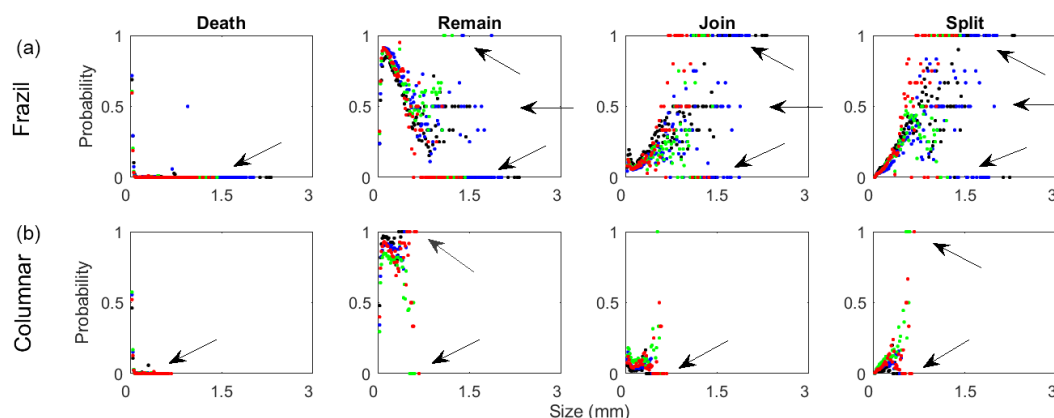 Death Remain Join Split
(a)
Frazil
Probability
1 1 1 1
0.5 0.5 0.5 0.5
0 0 0 0
0 1.5 3 0 1.5 3 0 1.5 3 0 1.5 3
(b)
Columnar
Probability
1 1 1 1
0.5 0.5 0.5 0.5
0 0 0 0
0 1.5 3 0 1.5 3 0 1.5 3 0 1.5 3
Size (mm)